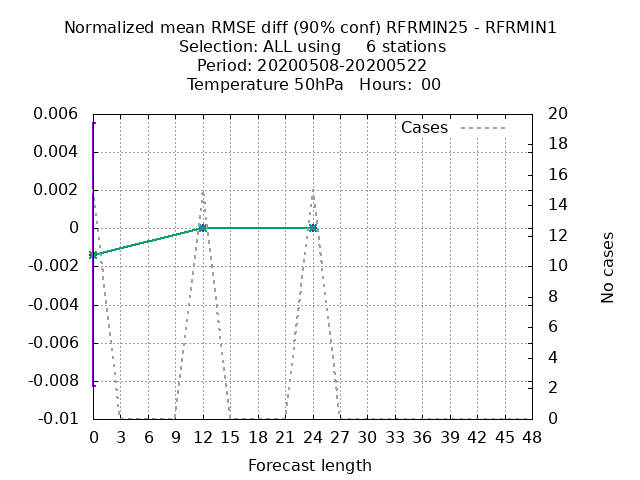 Normalized mean RMSE diff (90% conf) RFRMIN25 - RFRMIN1
Selection: ALL using     6 stations
Period: 20200508-20200522
Temperature 50hPa   Hours:  00
Cases
0.006
0.004
0.002
0
-0.002
-0.004
-0.006
-0.008
-0.01
20
18
16
14
12
10
8
6
4
2
0
No cases
0 3 6 9 12 15 18 21 24 27 30 33 36 39 42 45 48
Forecast length